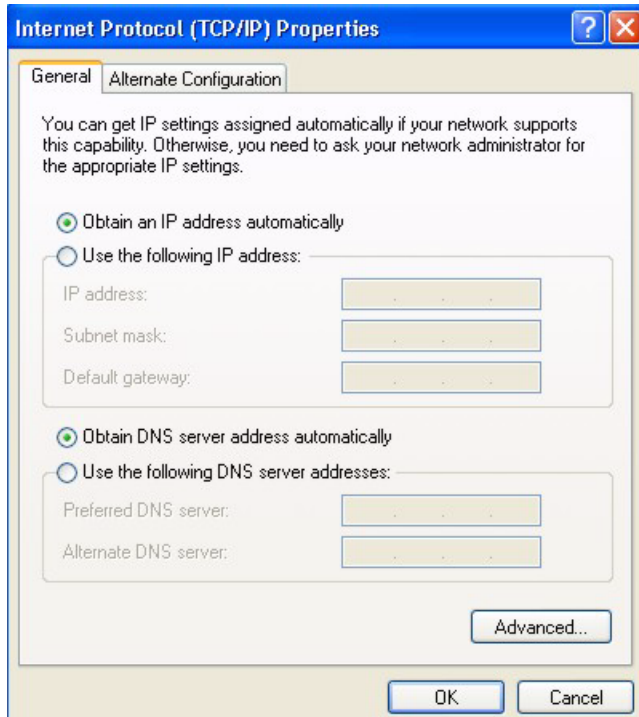 Internet Protocol (TCP/IP) Properties
General
Alternate Configuration
You can get IP settings assigned automatically if your network supports
this capability. Otherwise, you need to ask your network administrator for
the appropriate IP settings.
Obtain an IP address automatically
Use the following IP address:
IP address:
Subnet mask:
Default gateway:
Obtain DNS server address automatically
Use the following DNS server addresses:
Preferred DNS server:
Alternate DNS server:
Advanced...
OK
Cancel